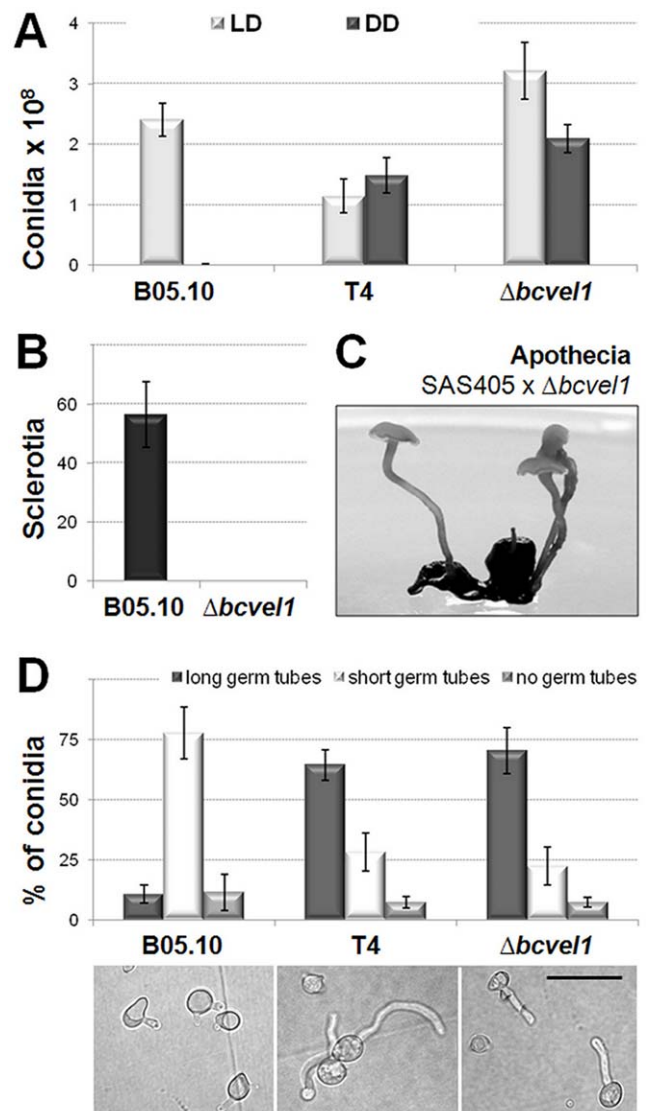 A
LD DD
4
3
2
1
0
Conidia x 10⁸
B05.10 T4 Δbcvel1
B
60
40
20
0
Sclerotia
B05.10 Δbcvel1
C
Apothecia
SAS405 x Δbcvel1
D
long germ tubes short germ tubes no germ tubes
75
50
25
0
% of conidia
B05.10 T4 Δbcvel1